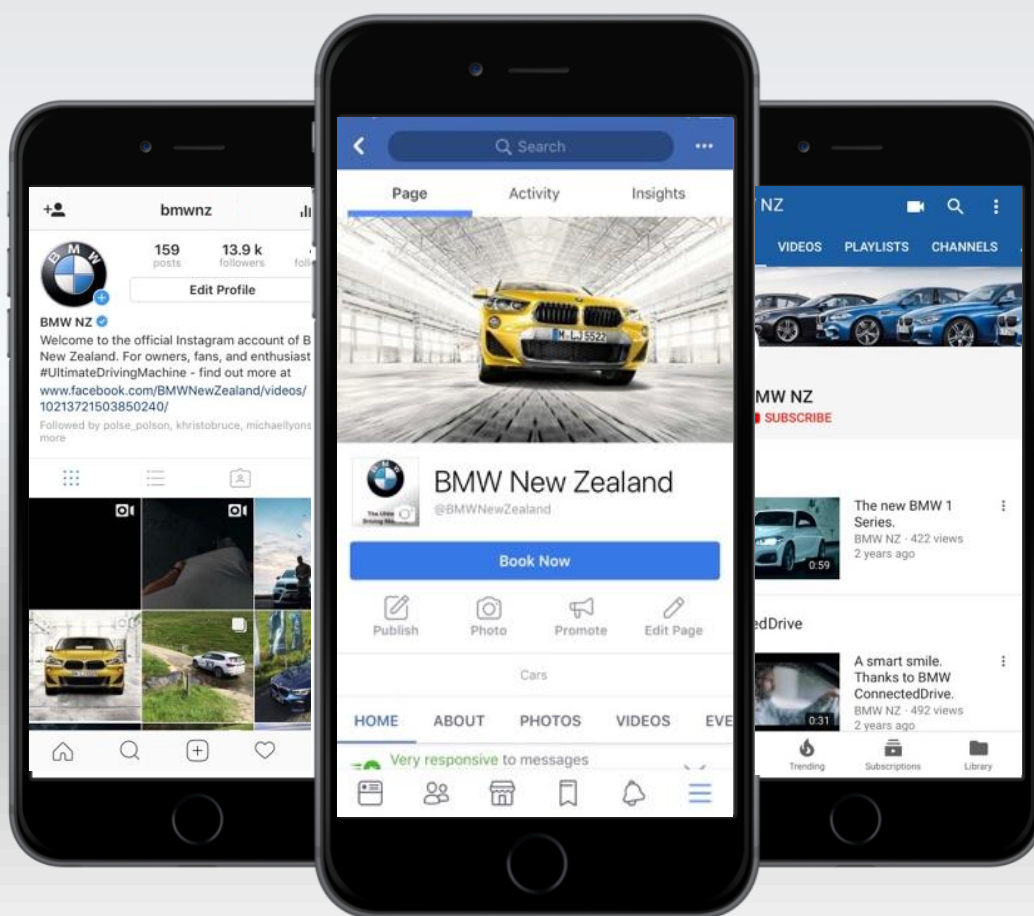 bmwnz
159
13.9 k
posts
followers
Edit Profile
BMW NZ
Welcome to the official Instagram account of B
New Zealand. For owners, fans, and enthusiast
#UltimateDrivingMachine - find out more at
www.facebook.com/BMWNewZealand/videos/
10213721503850240/
Followed by polse_polson, khristobruce, michaellyons
more
Search
Page Activity Insights
M·LJ 5522
BMW
BMW New Zealand
@BMWNewZealand
Book Now
Publish Photo Promote Edit Page
Cars
HOME ABOUT PHOTOS VIDEOS EVE
Very responsive to messages
NZ
VIDEOS PLAYLISTS CHANNELS
MW NZ
SUBSCRIBE
The new BMW 1
Series.
BMW NZ · 422 views
2 years ago
0:59
edDrive
A smart smile.
Thanks to BMW
ConnectedDrive.
BMW NZ · 492 views
2 years ago
0:31
Trending Subscriptions Library